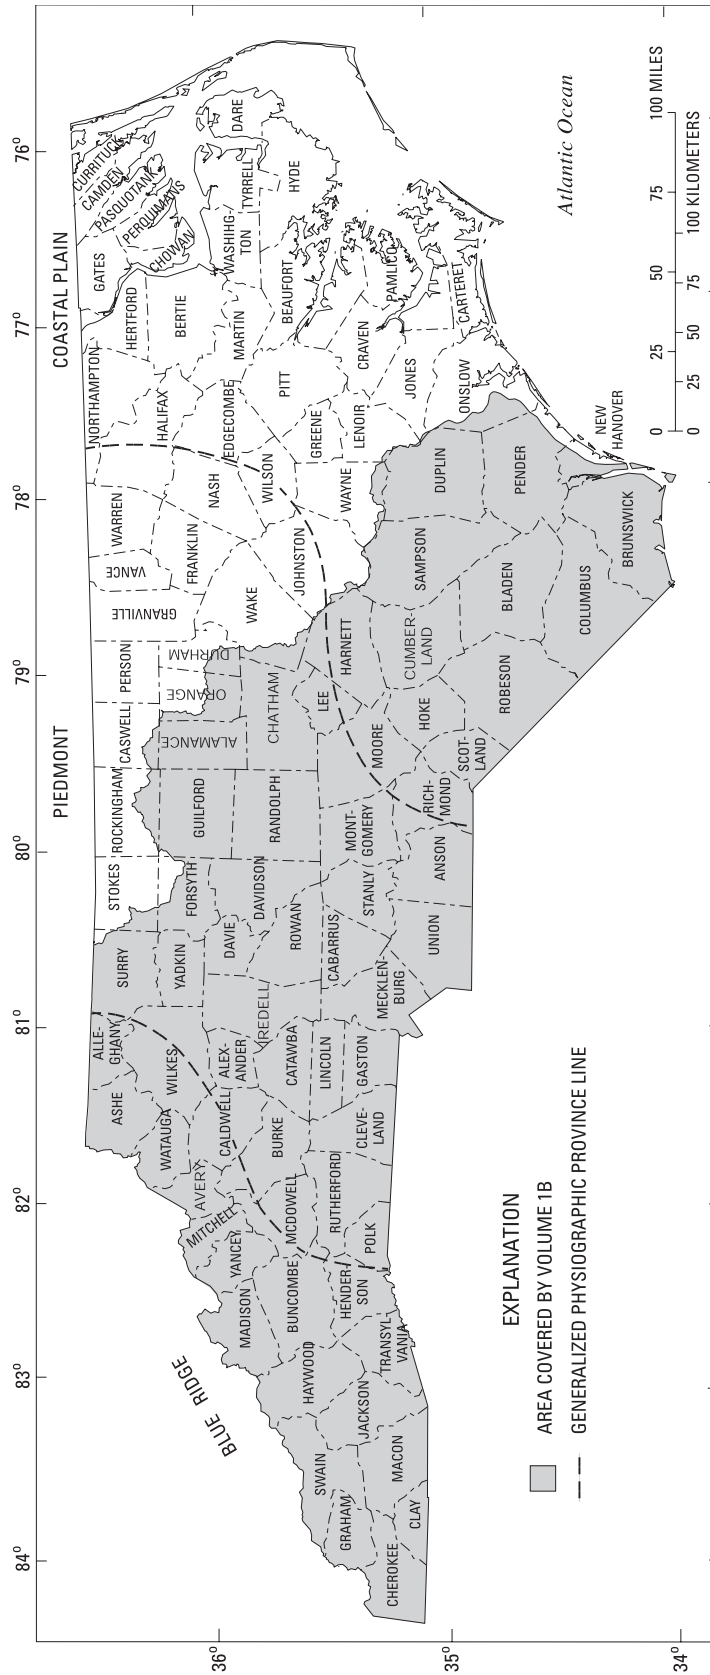 84°
83°
82°
81°
80°
79°
78°
77°
76°
36°
35°
34°
BLUE RIDGE
PIEDMONT
COASTAL PLAIN
ALLE-
GHANY
ASHE
SURRY
STOKES
ROCKINGHAM
CASWELL
PERSON
GRANVILLE
VANCE
WARREN
NORTHAMPTON
HERTFORD
GATES
CURRITUCK
CAMDEN
PASQUOTANK
PERQUIMANS
CHOWAN
WATAUGA
WILKES
YADKIN
FORSYTH
GUILFORD
ALAMANCE
ORANGE
DURHAM
FRANKLIN
HALIFAX
BERTIE
MITCHELL
AVERY
CALDWELL
ALEX-
ANDER
IREDELL
DAVIE
DAVIDSON
RANDOLPH
CHATHAM
WAKE
NASH
EDGECOMBE
MARTIN
WASHING-
TON
TYRRELL
DARE
MADISON
YANCEY
MCDOWELL
BURKE
CATAWBA
ROWAN
LEE
JOHNSTON
WILSON
PITT
BEAUFORT
HYDE
SWAIN
HAYWOOD
BUNCOMBE
RUTHERFORD
LINCOLN
CABARRUS
STANLY
MONT-
GOMERY
MOORE
HARNETT
WAYNE
GREENE
LENOIR
CRAVEN
PAMLICO
GRAHAM
JACKSON
HENDER-
SON
POLK
CLEVE-
LAND
GASTON
MECKLEN-
BURG
UNION
ANSON
RICH-
MOND
HOKE
CUMBER-
LAND
SAMPSON
DUPLIN
JONES
CARTERET
CHEROKEE
CLAY
MACON
TRANSYL-
VANIA
SCOT-
LAND
ROBESON
BLADEN
PENDER
ONSLOW
COLUMBUS
BRUNSWICK
NEW
HANOVER
Atlantic Ocean
EXPLANATION
AREA COVERED BY VOLUME 1B
GENERALIZED PHYSIOGRAPHIC PROVINCE LINE
0 25 50 75 100 MILES
0 25 50 75 100 KILOMETERS